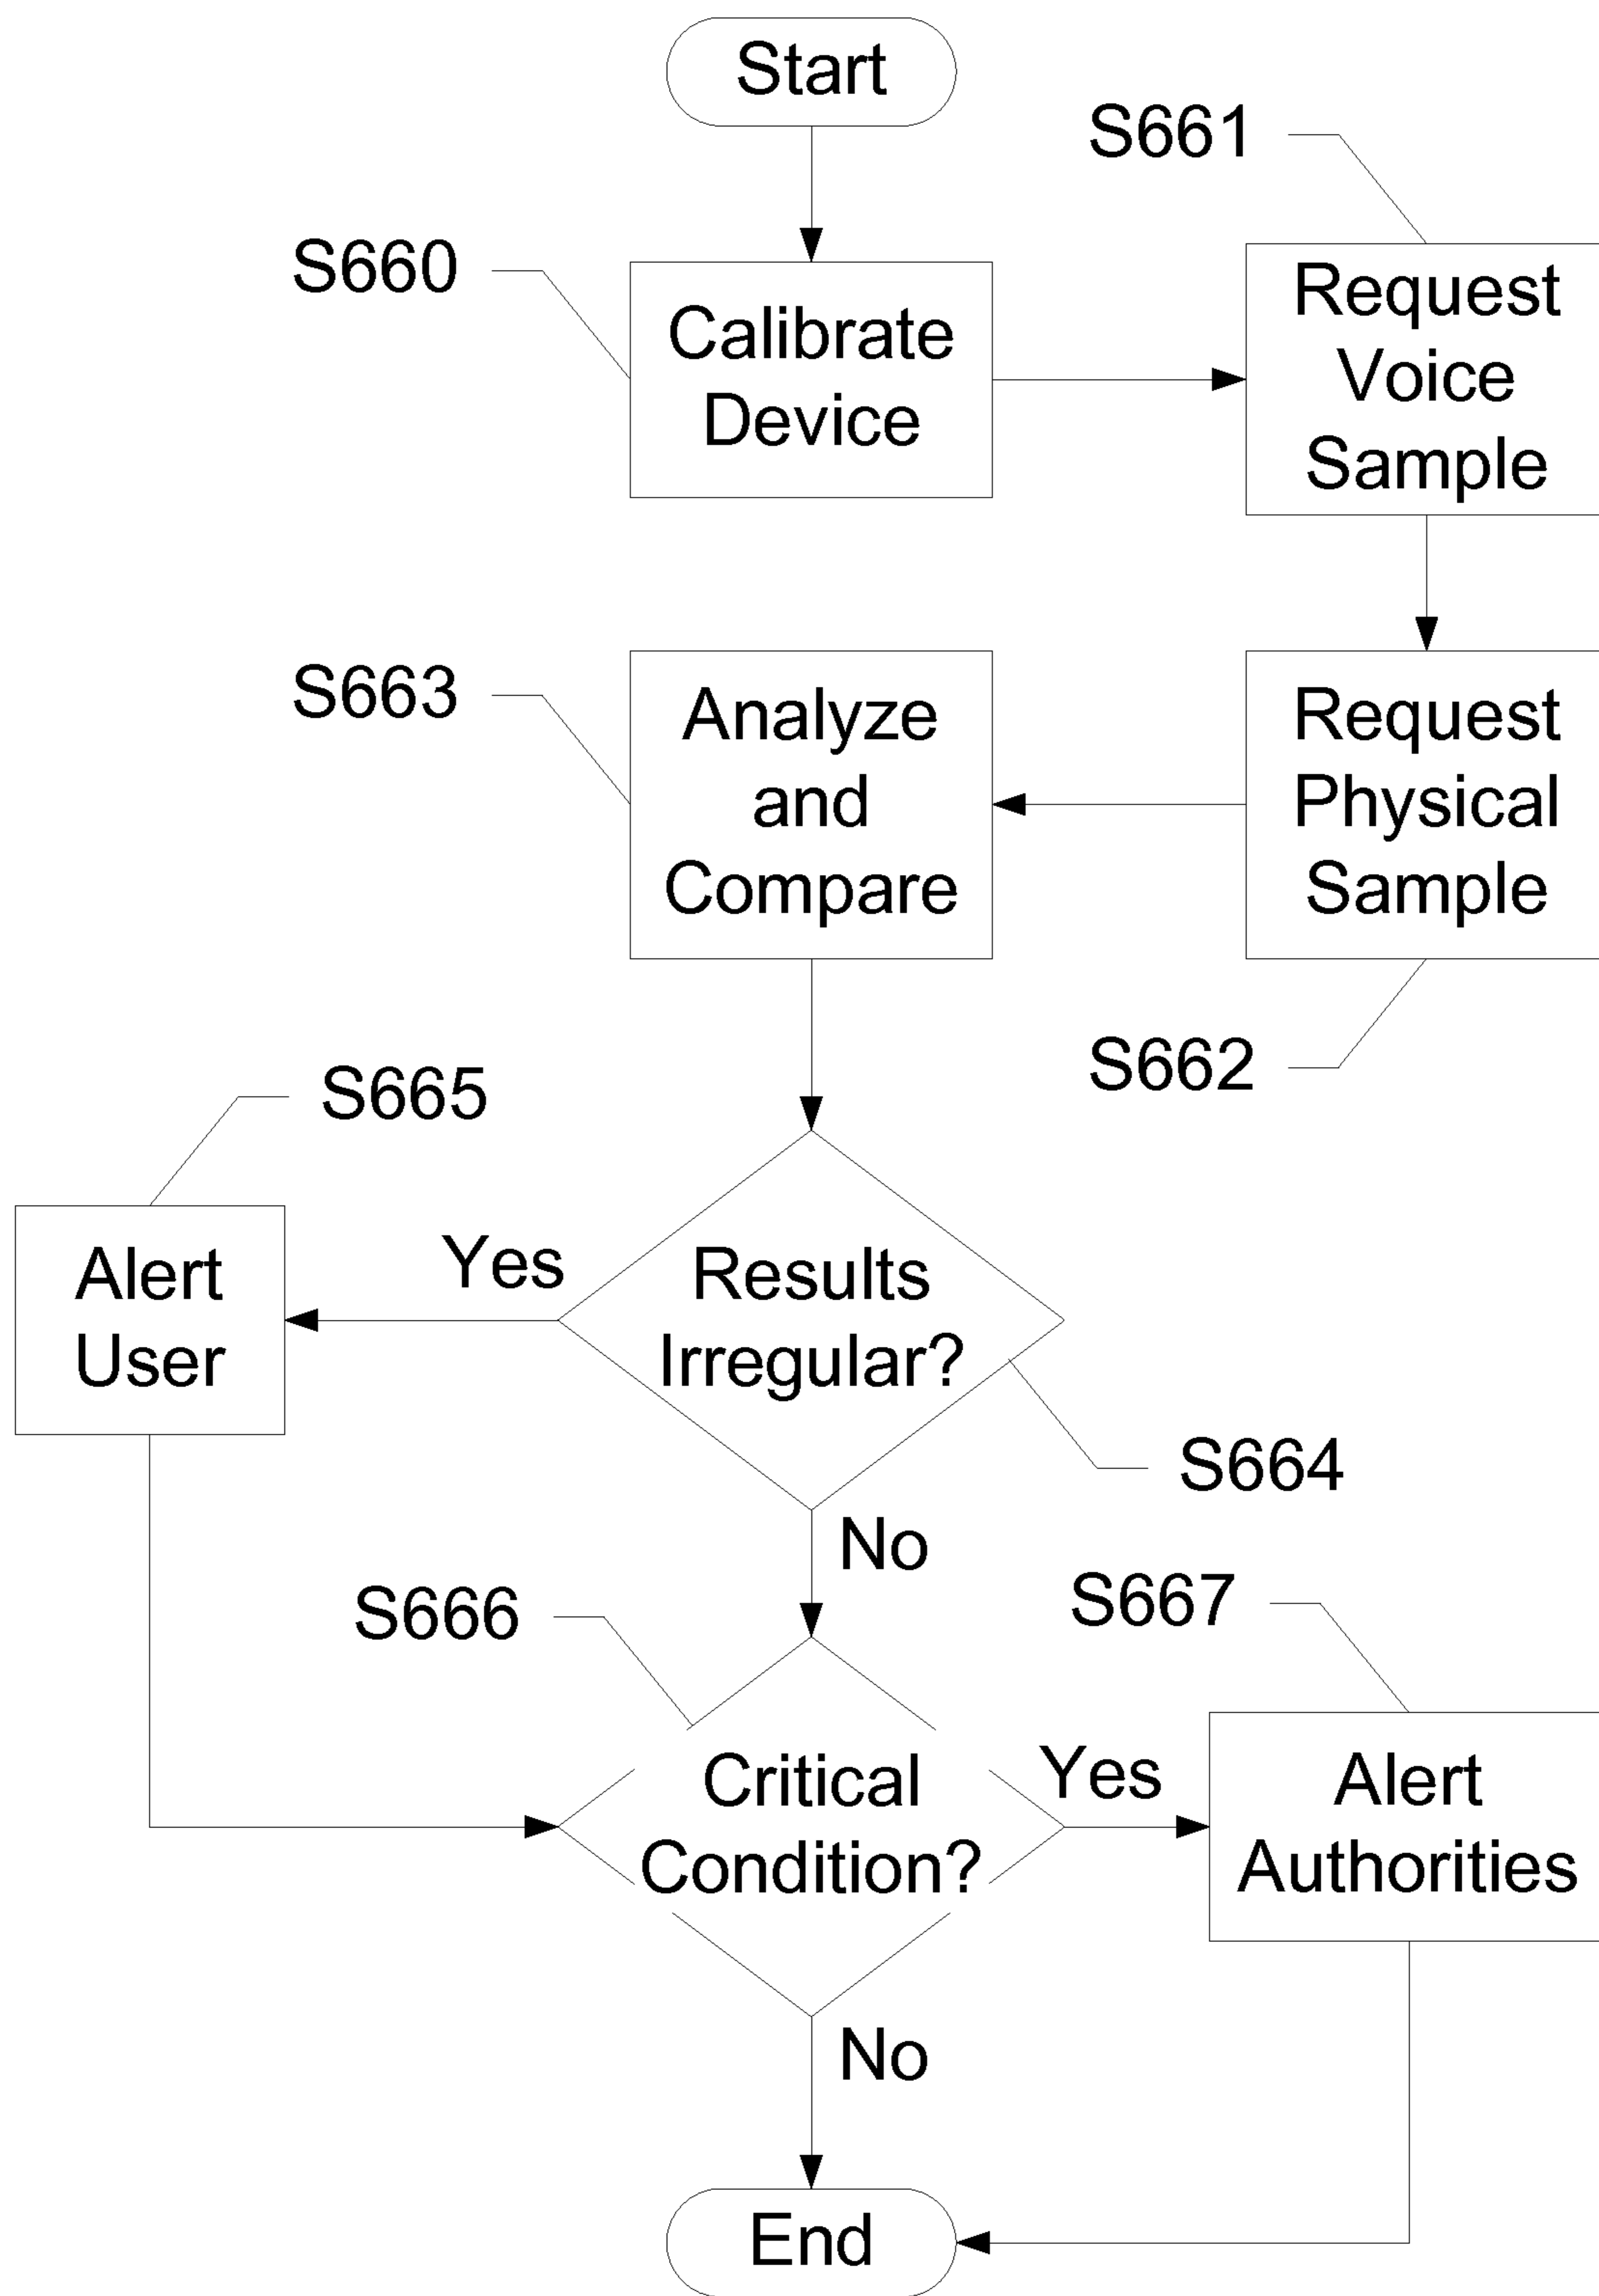 Start
S661
S660
Calibrate
Device
Request
Voice
Sample
S663
Analyze
and
Compare
Request
Physical
Sample
S662
S665
Alert
User
Yes
Results
Irregular?
S664
No
S666
S667
Critical
Condition?
Yes
Alert
Authorities
No
End